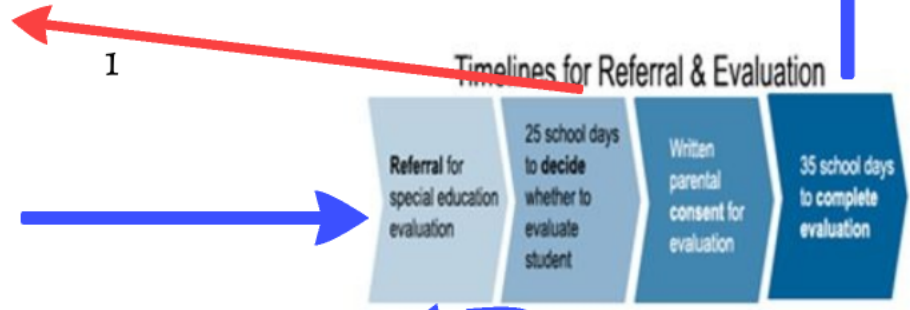 1
Timelines for Referral & Evaluation
Referral for
special education
evaluation
25 school days
to decide
whether to
evaluate
student
Written
parental
consent for
evaluation
35 school days
to complete
evaluation